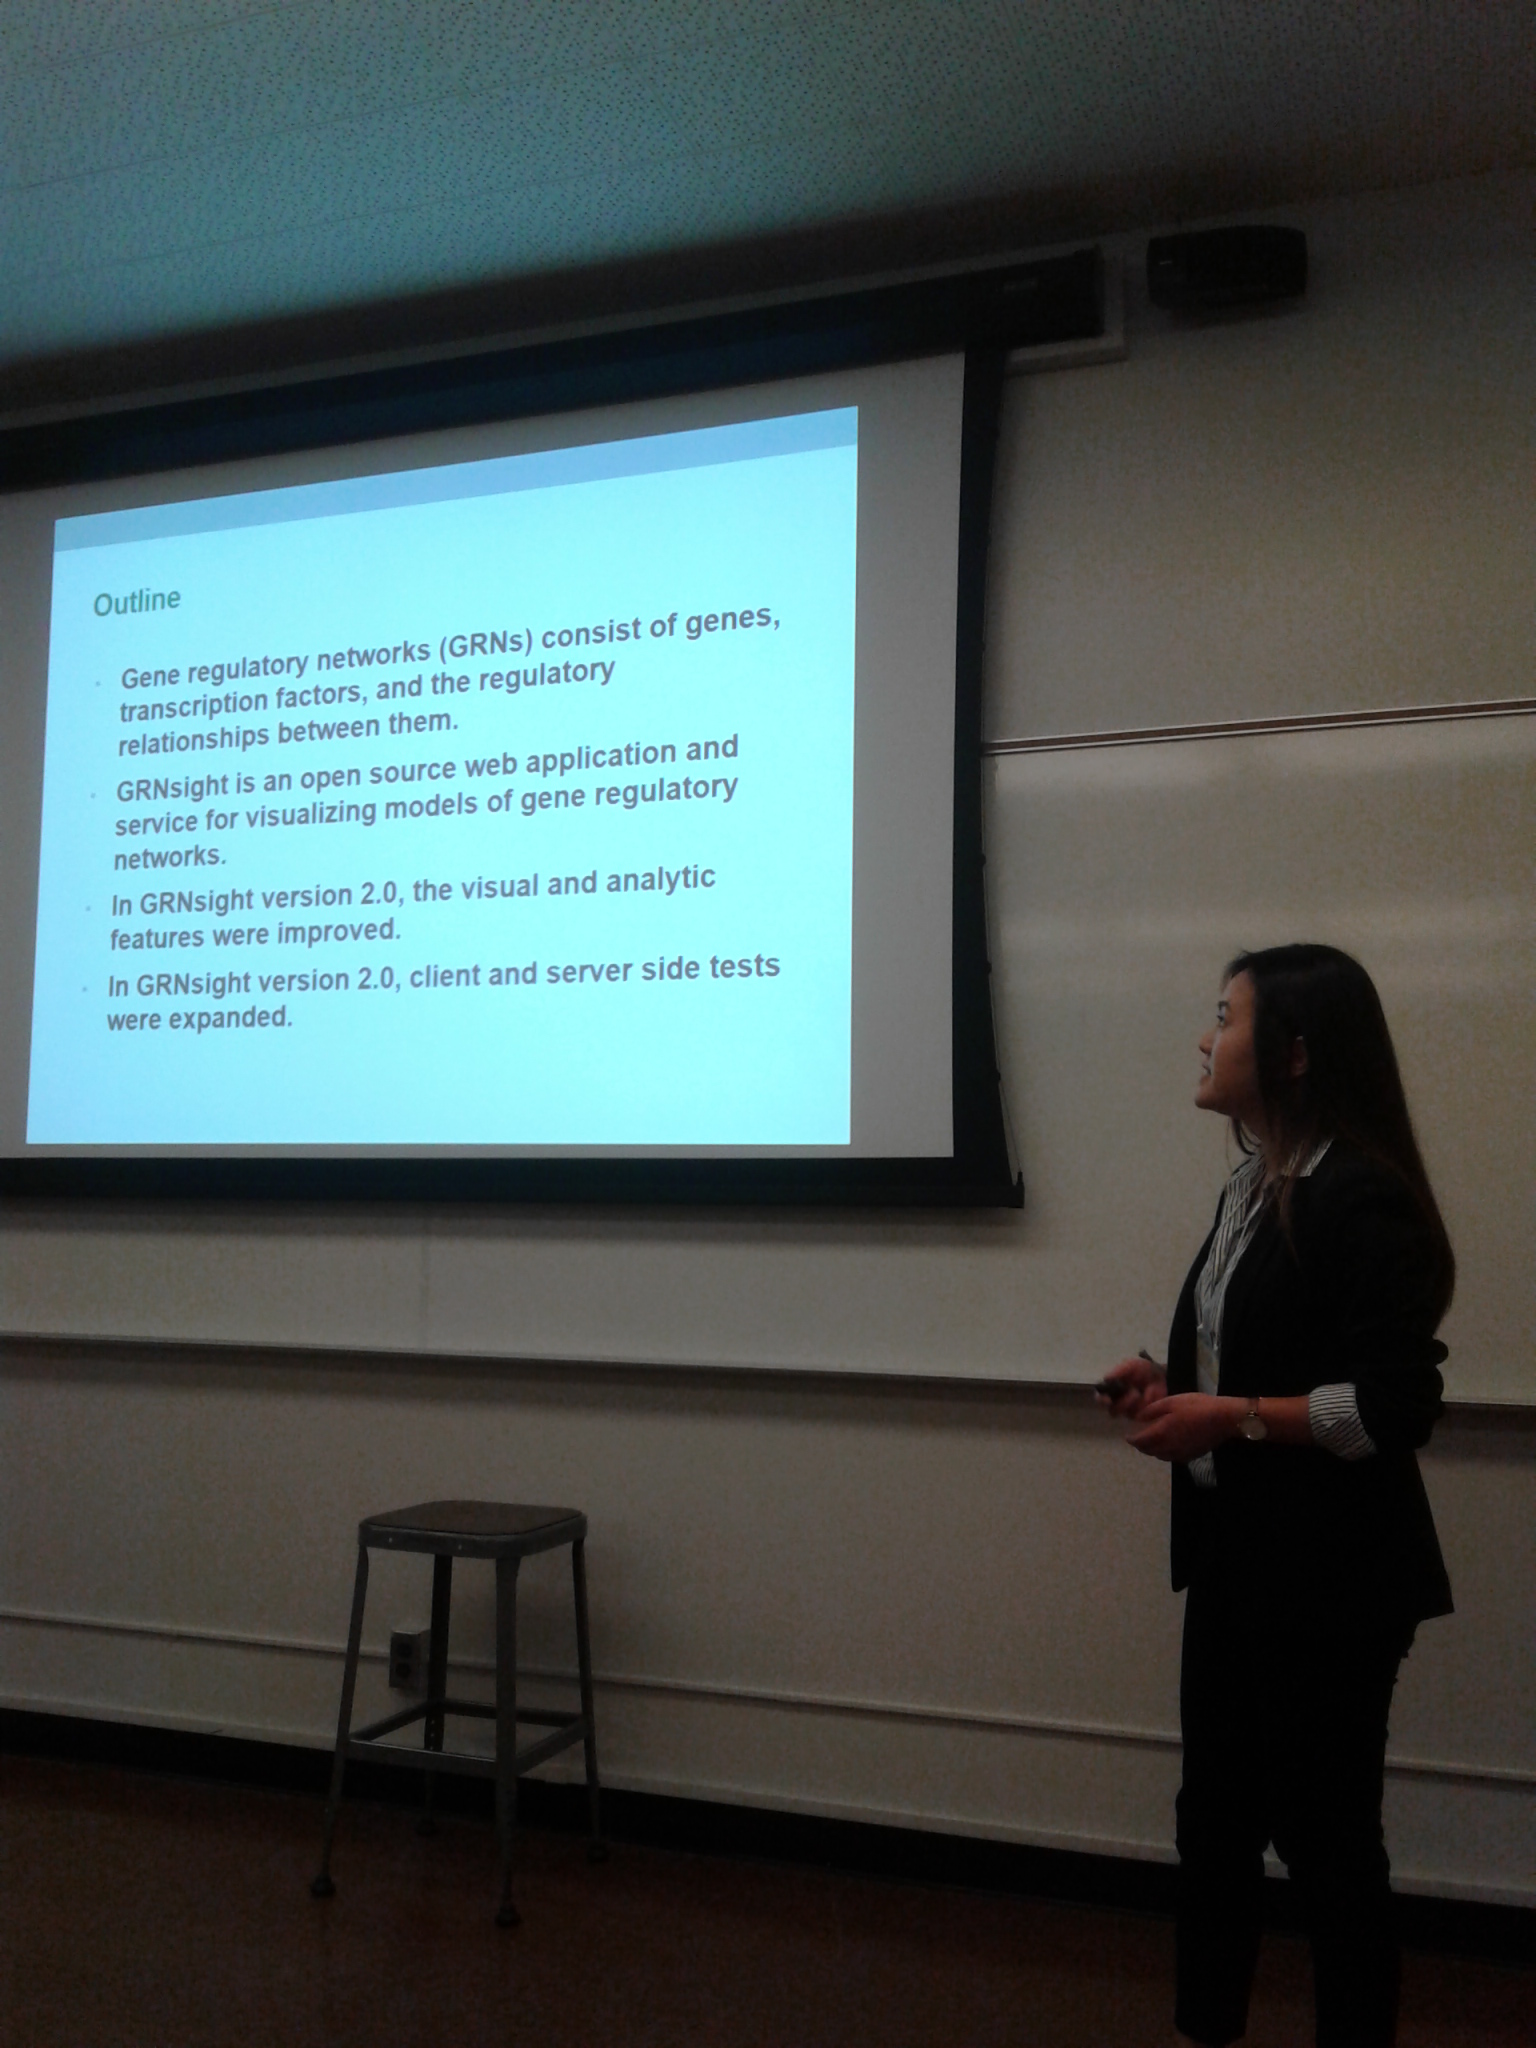 Outline
Gene regulatory networks (GRNs) consist of genes,
transcription factors, and the regulatory
relationships between them.
GRNsight is an open source web application and
service for visualizing models of gene regulatory
networks.
In GRNsight version 2.0, the visual and analytic
features were improved.
In GRNsight version 2.0, client and server side tests
were expanded.